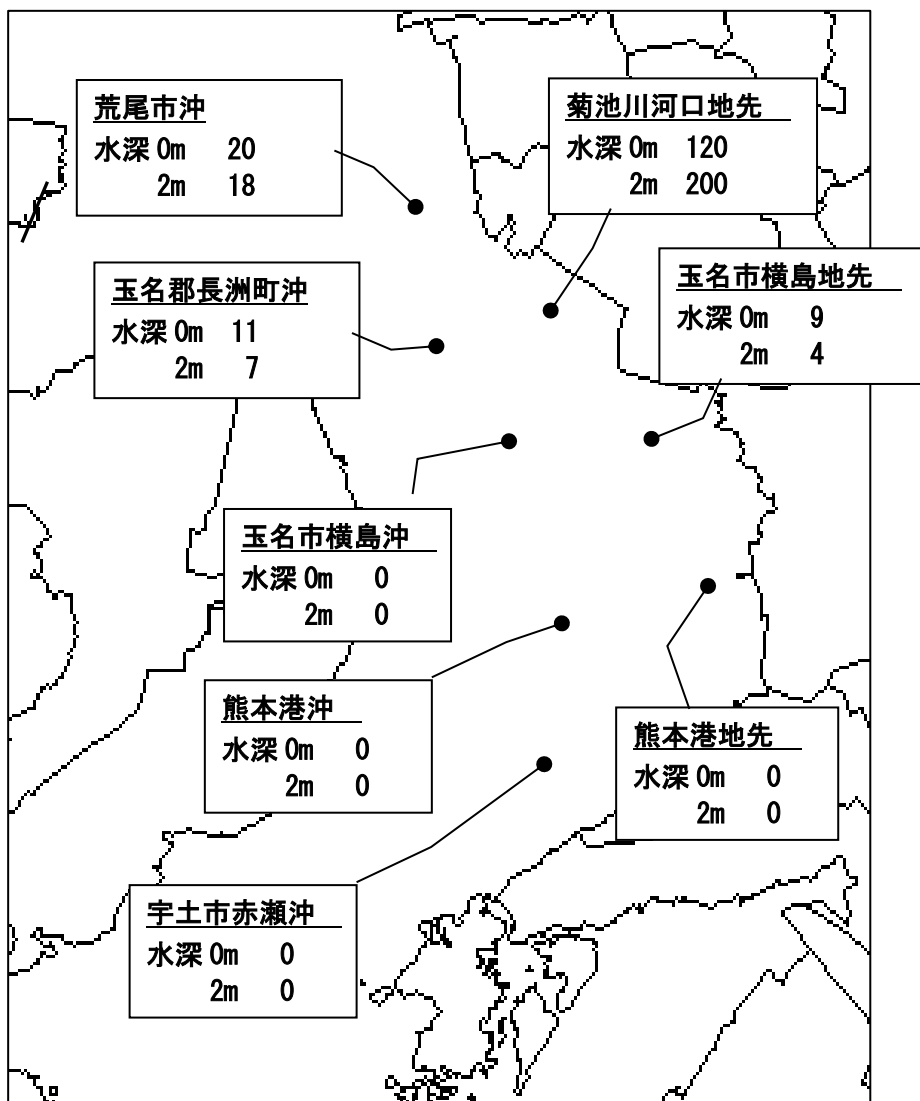 荒尾市沖
水深 0m 20
2m 18
菊池川河口地先
水深 0m 120
2m 200
玉名郡長洲町沖
水深 0m 11
2m 7
玉名市横島地先
水深 0m 9
2m 4
玉名市横島沖
水深 0m 0
2m 0
熊本港沖
水深 0m 0
2m 0
熊本港地先
水深 0m 0
2m 0
宇土市赤瀬沖
水深 0m 0
2m 0